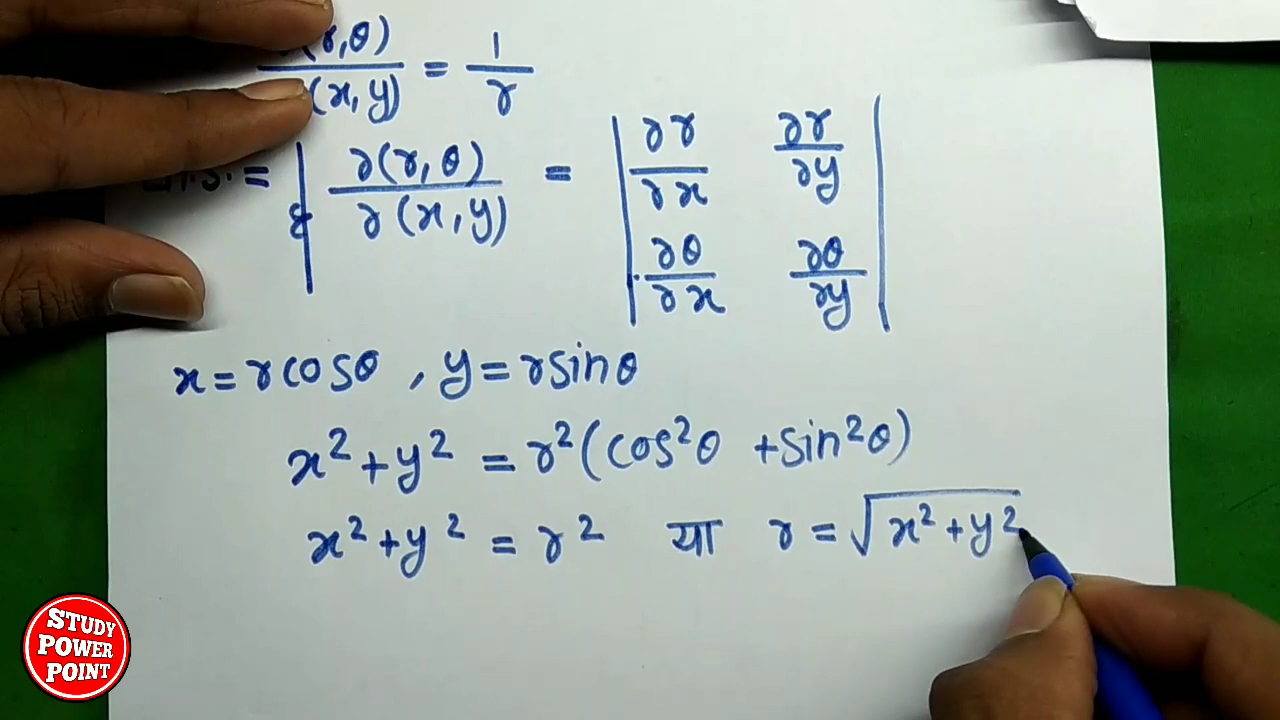 (r,θ) / (x,y) = 1/r
= | ∂(r,θ) / ∂(x,y) = | ∂r/∂x ∂r/∂y |
| ∂θ/∂x ∂θ/∂y |
x = r cosθ , y = r sinθ
x² + y² = r² (cos²θ + sin²θ)
x² + y² = r² या r = √x² + y²
STUDY
POWER
POINT